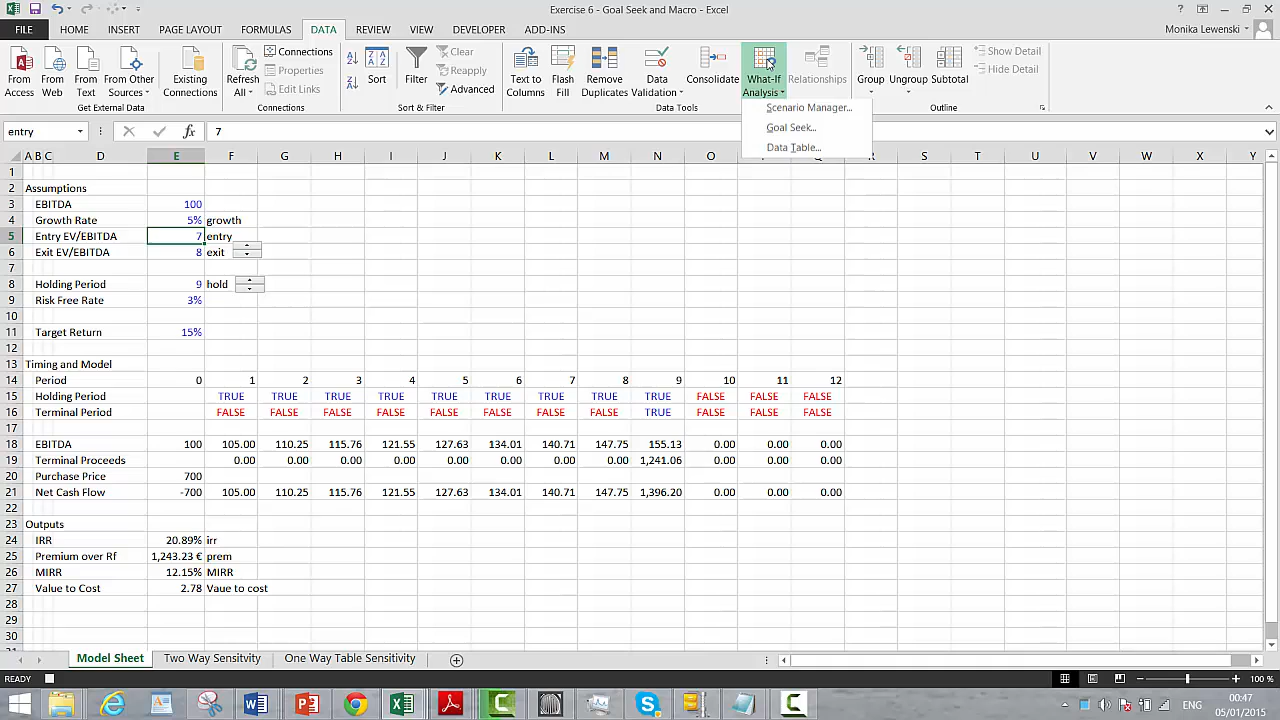 Exercise 6 - Goal Seek and Macro - Excel
FILE HOME INSERT PAGE LAYOUT FORMULAS DATA REVIEW VIEW DEVELOPER ADD-INS Monika Lewenski
From Access
From Web
From Text
From Other Sources
Get External Data
Existing Connections
Refresh All
Connections
Properties
Edit Links
Connections
Sort
Filter
Clear
Reapply
Advanced
Sort & Filter
Text to Columns
Flash Fill
Remove Duplicates
Data Validation
Consolidate
What-If Analysis
Relationships
Data Tools
Group
Ungroup
Subtotal
Show Detail
Hide Detail
Outline
Scenario Manager...
Goal Seek...
Data Table...
entry fx 7
A B C D E F G H I J K L M N O P Q R S T U V W X Y
1
2 Assumptions
3 EBITDA 100
4 Growth Rate 5% growth
5 Entry EV/EBITDA 7 entry
6 Exit EV/EBITDA 8 exit
7
8 Holding Period 9 hold
9 Risk Free Rate 3%
10
11 Target Return 15%
12
13 Timing and Model
14 Period 0 1 2 3 4 5 6 7 8 9 10 11 12
15 Holding Period TRUE TRUE TRUE TRUE TRUE TRUE TRUE TRUE TRUE FALSE FALSE FALSE
16 Terminal Period FALSE FALSE FALSE FALSE FALSE FALSE FALSE FALSE TRUE FALSE FALSE FALSE
17
18 EBITDA 100 105.00 110.25 115.76 121.55 127.63 134.01 140.71 147.75 155.13 0.00 0.00 0.00
19 Terminal Proceeds 0.00 0.00 0.00 0.00 0.00 0.00 0.00 0.00 1,241.06 0.00 0.00 0.00
20 Purchase Price 700
21 Net Cash Flow -700 105.00 110.25 115.76 121.55 127.63 134.01 140.71 147.75 1,396.20 0.00 0.00 0.00
22
23 Outputs
24 IRR 20.89% irr
25 Premium over Rf 1,243.23 € prem
26 MIRR 12.15% MIRR
27 Value to Cost 2.78 Vaue to cost
28
29
30
Model Sheet Two Way Sensitivity One Way Table Sensitivity
READY 100 %
ENG 00:47
05/01/2015